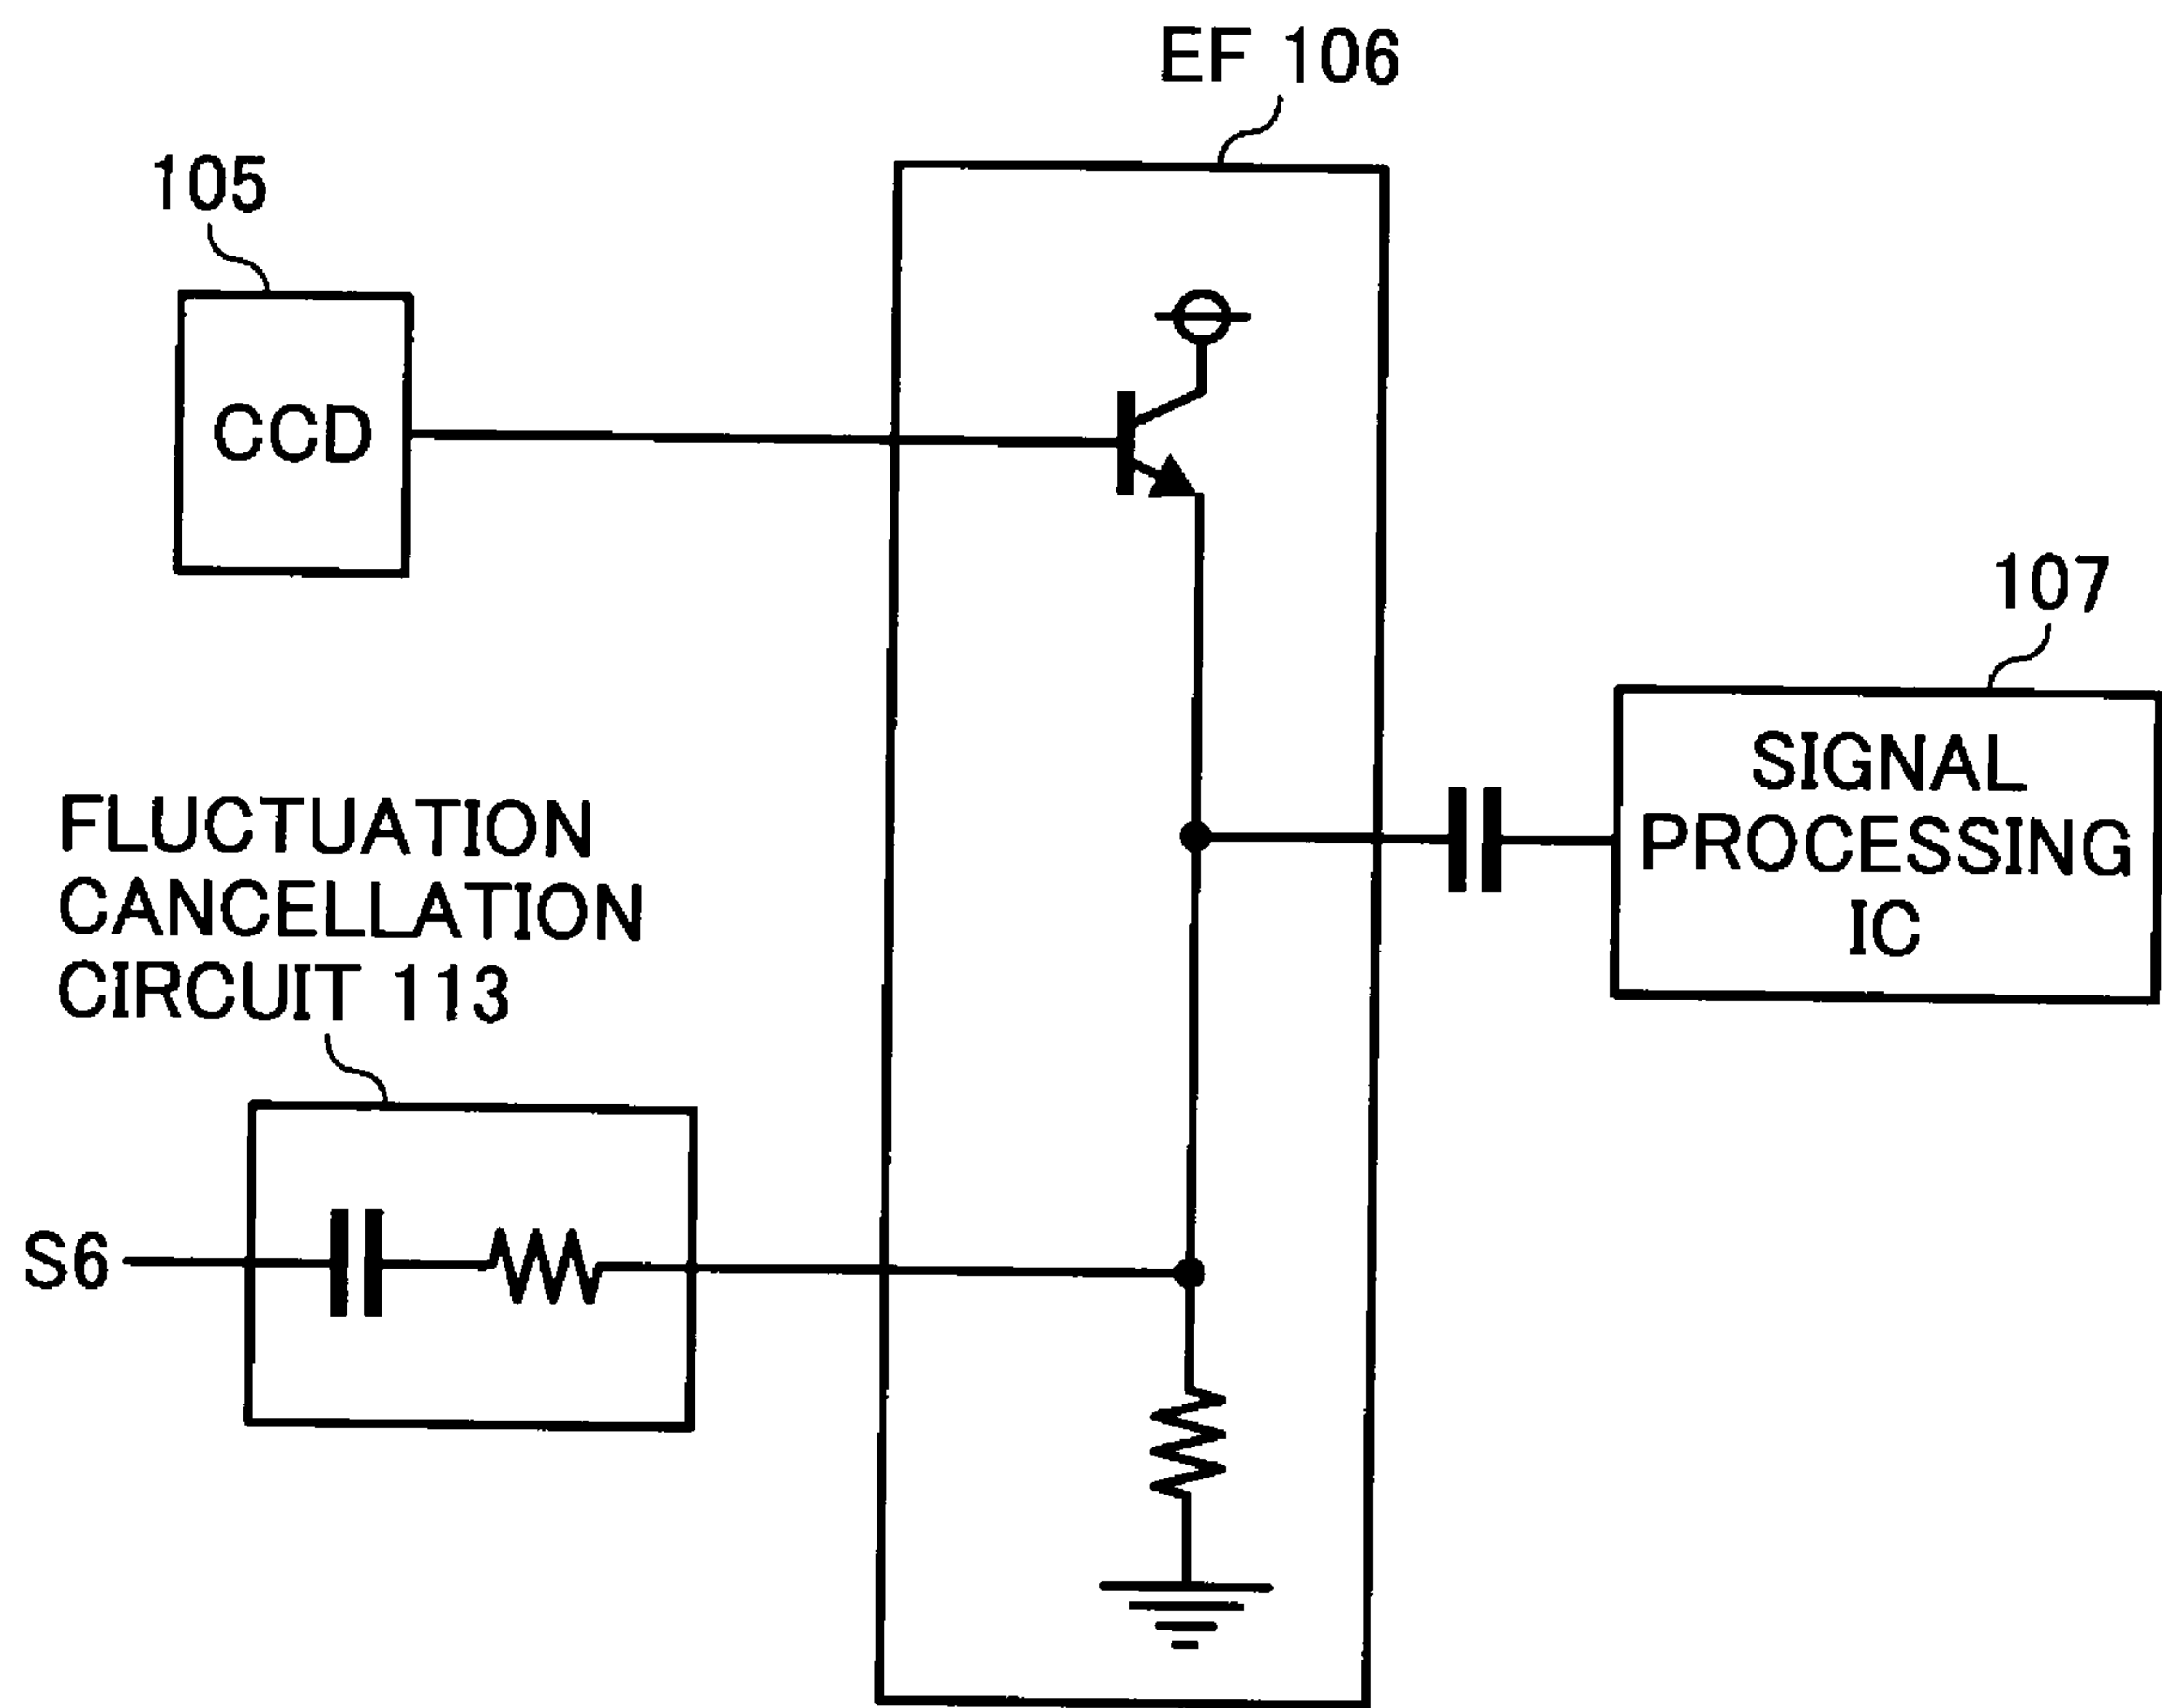 EF 106
105
CCD
107
SIGNAL
PROCESSING
IC
FLUCTUATION
CANCELLATION
CIRCUIT 113
S6